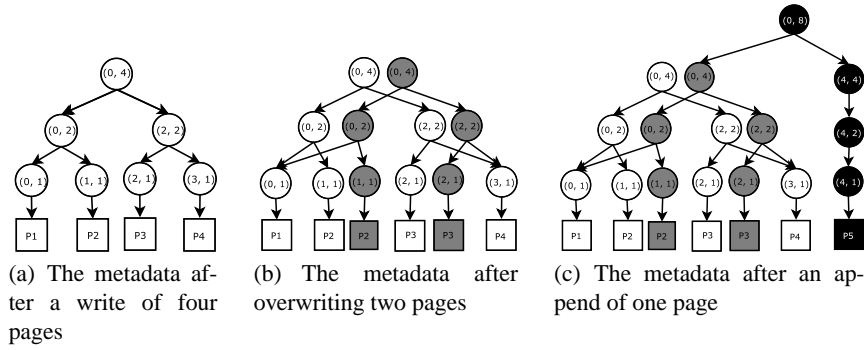 (0, 8)
(0, 4)
(0, 4) (0, 4)
(0, 4) (0, 4) (4, 4)
(0, 2) (2, 2)
(0, 2) (0, 2) (2, 2) (2, 2)
(0, 2) (0, 2) (2, 2) (2, 2) (4, 2)
(0, 1) (1, 1) (2, 1) (3, 1)
(0, 1) (1, 1) (1, 1) (2, 1) (2, 1) (3, 1)
(0, 1) (1, 1) (1, 1) (2, 1) (2, 1) (3, 1) (4, 1)
P1 P2 P3 P4
P1 P2 P2 P3 P3 P4
P1 P2 P2 P3 P3 P4 P5
(a) The metadata af-
ter a write of four
pages
(b) The metadata after
overwriting two pages
(c) The metadata after an ap-
pend of one page